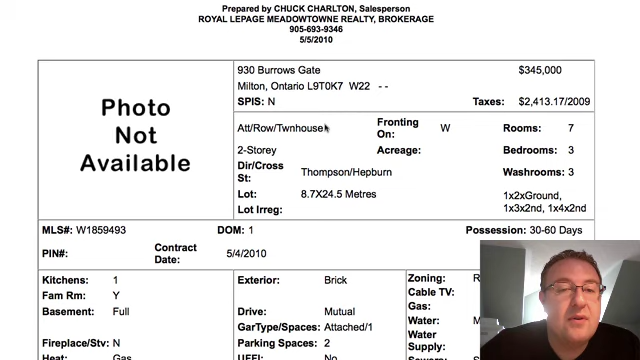 Prepared by CHUCK CHARLTON, Salesperson
ROYAL LEPAGE MEADOWTOWNE REALTY, BROKERAGE
905-693-9346
5/5/2010
Photo
Not
Available
930 Burrows Gate $345,000
Milton, Ontario L9T0K7 W22 - -
SPIS: N Taxes: $2,413.17/2009
Att/Row/Twnhouse Fronting On: W Rooms: 7
2-Storey Acreage: Bedrooms: 3
Dir/Cross St: Thompson/Hepburn Washrooms: 3
Lot: 8.7X24.5 Metres 1x2xGround,
Lot Irreg: 1x3x2nd, 1x4x2nd
MLS# W1859493 DOM: 1 Possession: 30-60 Days
PIN#: Contract Date: 5/4/2010
Kitchens: 1 Exterior: Brick Zoning: R
Fam Rm: Y Cable TV:
Basement: Full Drive: Mutual Gas:
GarType/Spaces: Attached/1 Water: M
Fireplace/Stv: N Parking Spaces: 2 Water Supply:
Heat: Gas UFFI: No